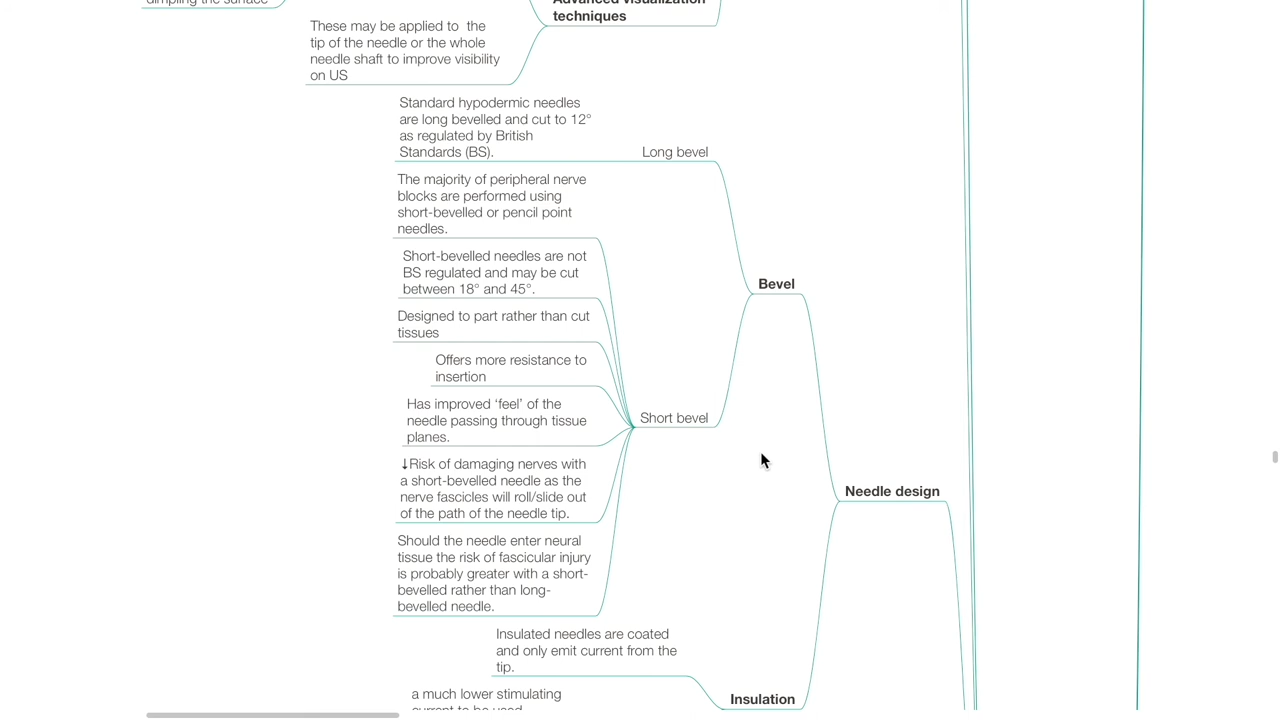 dimpling the surface
Advanced visualization
techniques
These may be applied to  the
tip of the needle or the whole
needle shaft to improve visibility
on US
Standard hypodermic needles
are long bevelled and cut to 12°
as regulated by British
Standards (BS).
Long bevel
The majority of peripheral nerve
blocks are performed using
short-bevelled or pencil point
needles.
Short-bevelled needles are not
BS regulated and may be cut
between 18° and 45°.
Designed to part rather than cut
tissues
Offers more resistance to
insertion
Has improved ‘feel’ of the
needle passing through tissue
planes.
↓Risk of damaging nerves with
a short-bevelled needle as the
nerve fascicles will roll/slide out
of the path of the needle tip.
Should the needle enter neural
tissue the risk of fascicular injury
is probably greater with a short-
bevelled rather than long-
bevelled needle.
Short bevel
Bevel
Needle design
Insulated needles are coated
and only emit current from the
tip.
a much lower stimulating
current to be used
Insulation